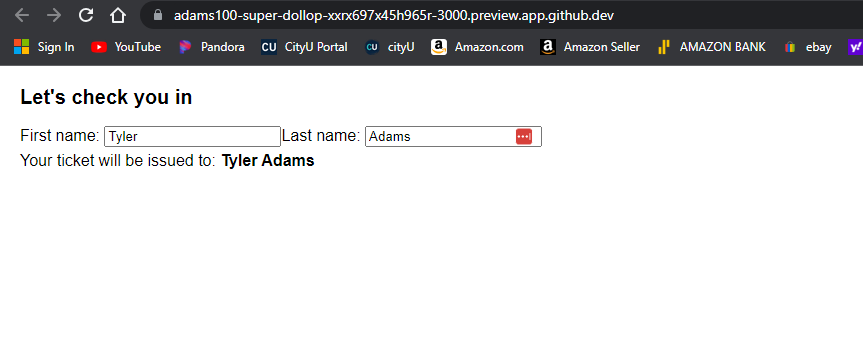 adams100-super-dollop-xxrx697x45h965r-3000.preview.app.github.dev
Sign In YouTube Pandora CU CityU Portal CU cityU a Amazon.com a Amazon Seller AMAZON BANK ebay y!
Let's check you in
First name: Tyler Last name: Adams
Your ticket will be issued to: Tyler Adams